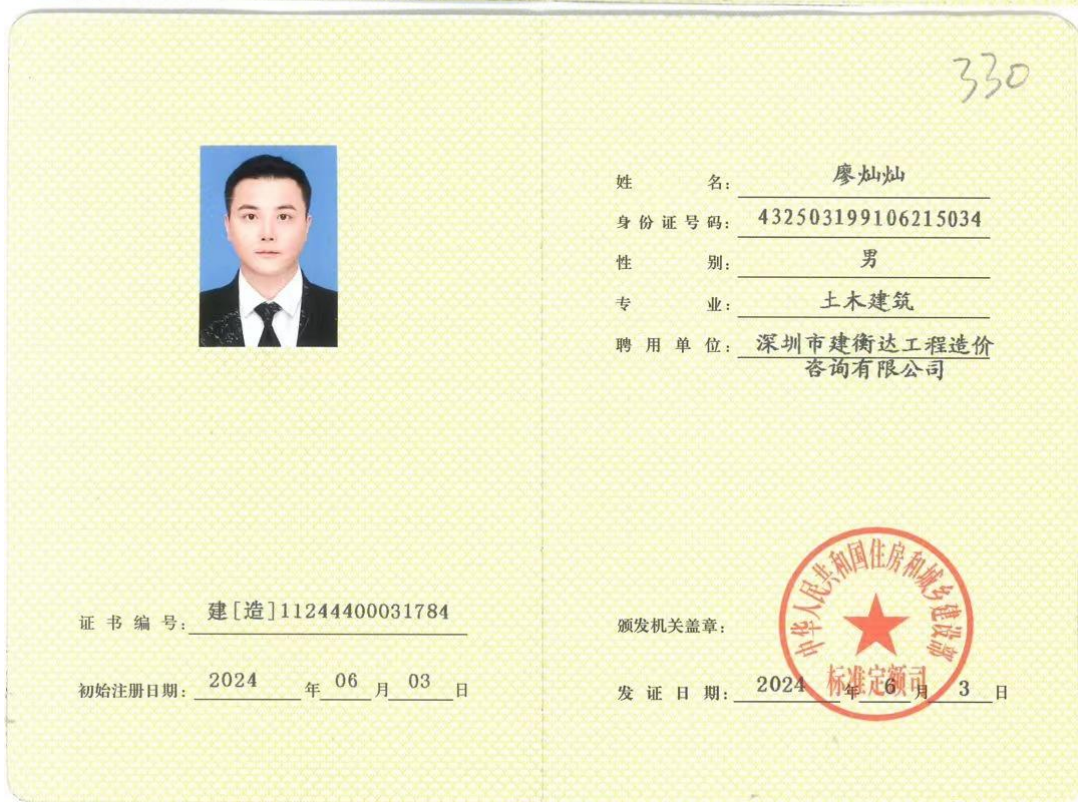 330
姓名：廖灿灿
身份证号码：432503199106215034
性别：男
专业：土木建筑
聘用单位：深圳市建衡达工程造价
咨询有限公司
证书编号：建[造]11244400031784
初始注册日期：2024年06月03日
颁发机关盖章：
中华人民共和国住房和城乡建设部
标准定额司
发证日期：2024年6月3日